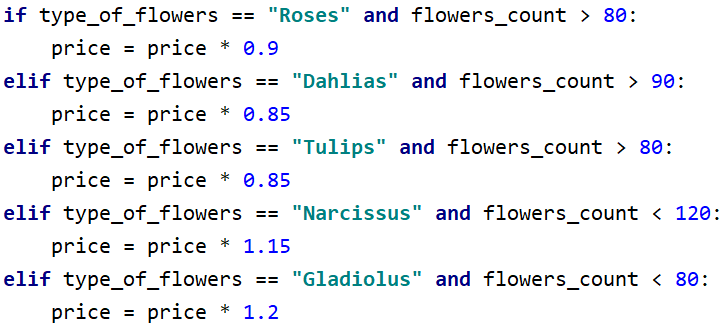 if type_of_flowers == "Roses" and flowers_count > 80:
    price = price * 0.9
elif type_of_flowers == "Dahlias" and flowers_count > 90:
    price = price * 0.85
elif type_of_flowers == "Tulips" and flowers_count > 80:
    price = price * 0.85
elif type_of_flowers == "Narcissus" and flowers_count < 120:
    price = price * 1.15
elif type_of_flowers == "Gladiolus" and flowers_count < 80:
    price = price * 1.2